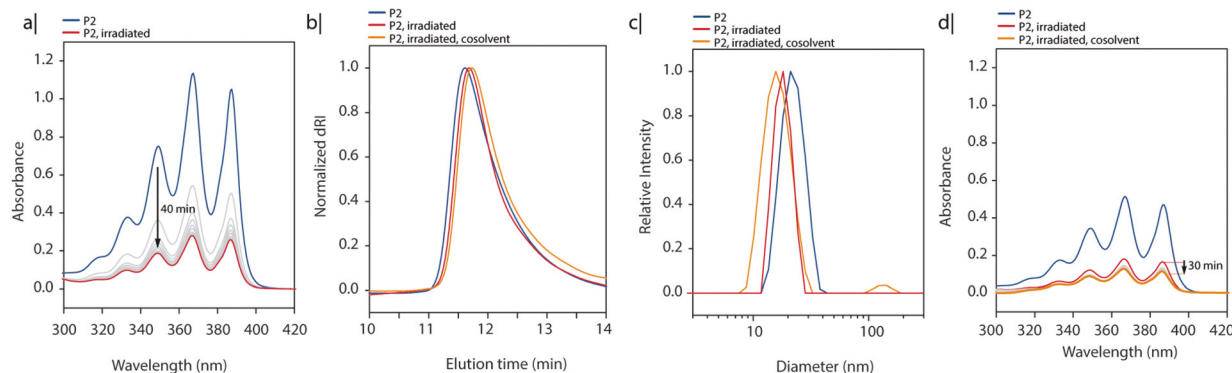 a|
P2
P2, irradiated
Absorbance
1.2
1.0
0.8
0.6
0.4
0.2
0.0
40 min
300 320 340 360 380 400 420
Wavelength (nm)
b|
P2
P2, irradiated
P2, irradiated, cosolvent
Normalized dRI
1.0
0.8
0.6
0.4
0.2
0.0
10 11 12 13 14
Elution time (min)
c|
P2
P2, irradiated
P2, irradiated, cosolvent
Relative Intensity
1.0
0.8
0.6
0.4
0.2
0.0
10 100
Diameter (nm)
d|
P2
P2, irradiated
P2, irradiated, cosolvent
Absorbance
1.2
1.0
0.8
0.6
0.4
0.2
0.0
30 min
300 320 340 360 380 400 420
Wavelength (nm)